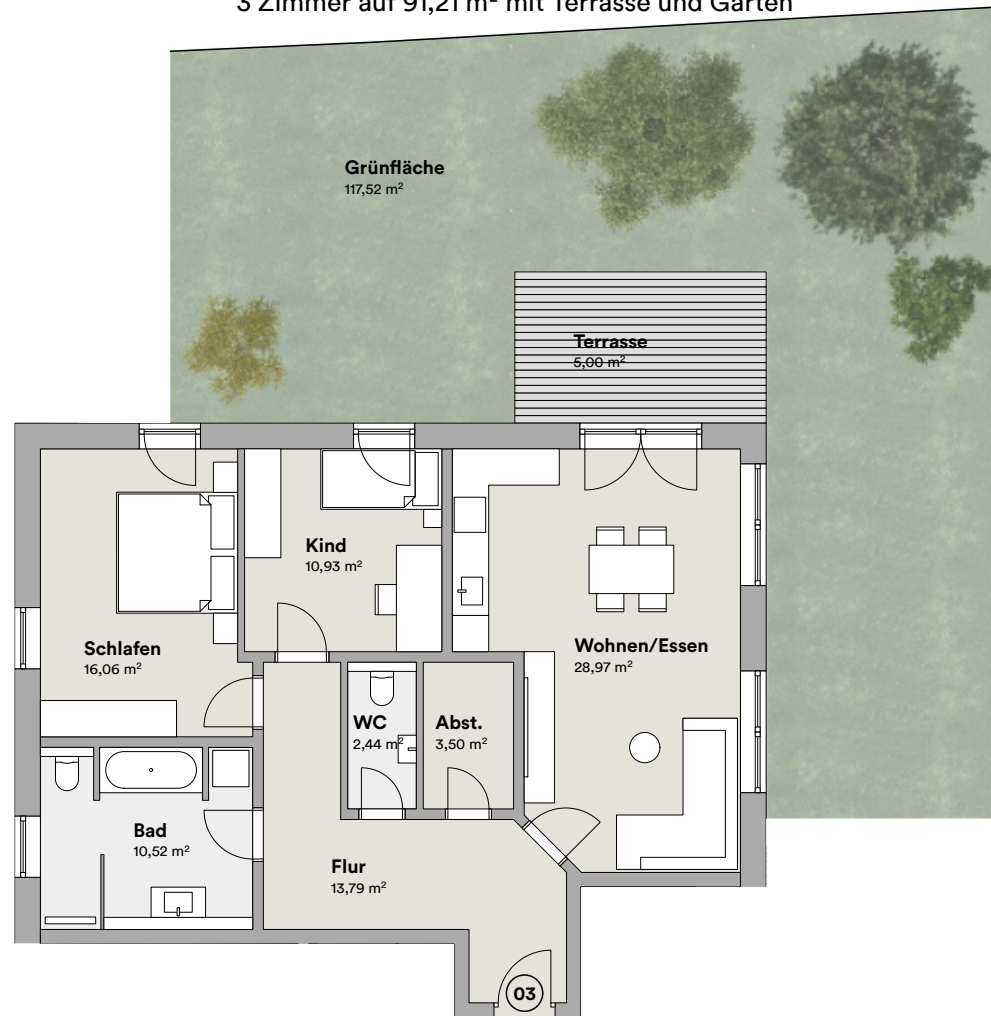 3 Zimmer auf 91,21 m² mit Terrasse und Garten
Grünfläche
117,52 m²
Terrasse
5,00 m²
Kind
10,93 m²
Schlafen
16,06 m²
Wohnen/Essen
28,97 m²
WC
2,44 m²
Abst.
3,50 m²
Bad
10,52 m²
Flur
13,79 m²
03